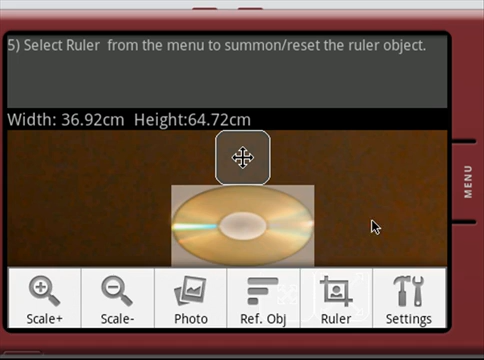 5) Select Ruler  from the menu to summon/reset the ruler object.
Width: 36.92cm  Height:64.72cm
MENU
Scale+ Scale- Photo Ref. Obj Ruler Settings